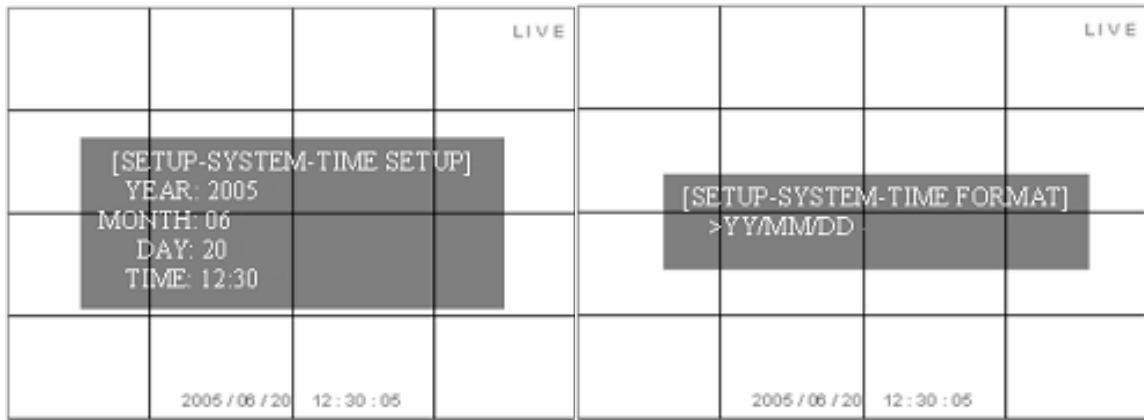 LIVE
[SETUP-SYSTEM-TIME SETUP]
YEAR: 2005
MONTH: 06
DAY: 20
TIME: 12:30
2005/06/20 12:30:05
LIVE
[SETUP-SYSTEM-TIME FORMAT]
>YY/MM/DD
2005/06/20 12:30:05